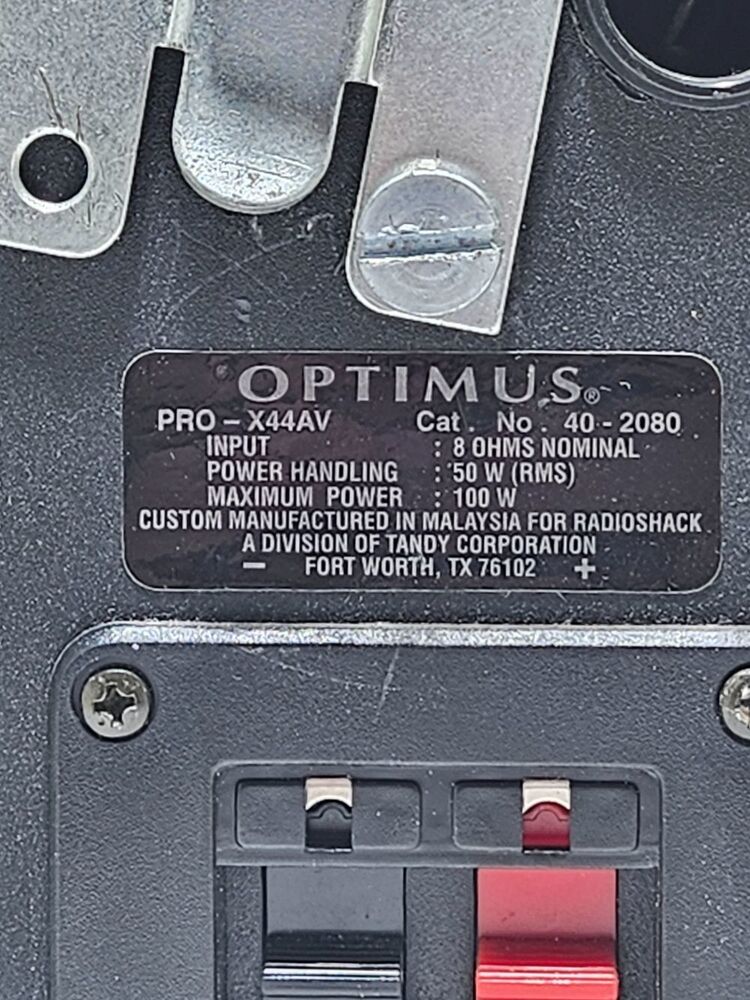 OPTIMUS®
PRO – X44AV Cat . No . 40 - 2080
INPUT : 8 OHMS NOMINAL
POWER HANDLING : 50 W (RMS)
MAXIMUM POWER : 100 W
CUSTOM MANUFACTURED IN MALAYSIA FOR RADIOSHACK
A DIVISION OF TANDY CORPORATION
– FORT WORTH, TX 76102 +